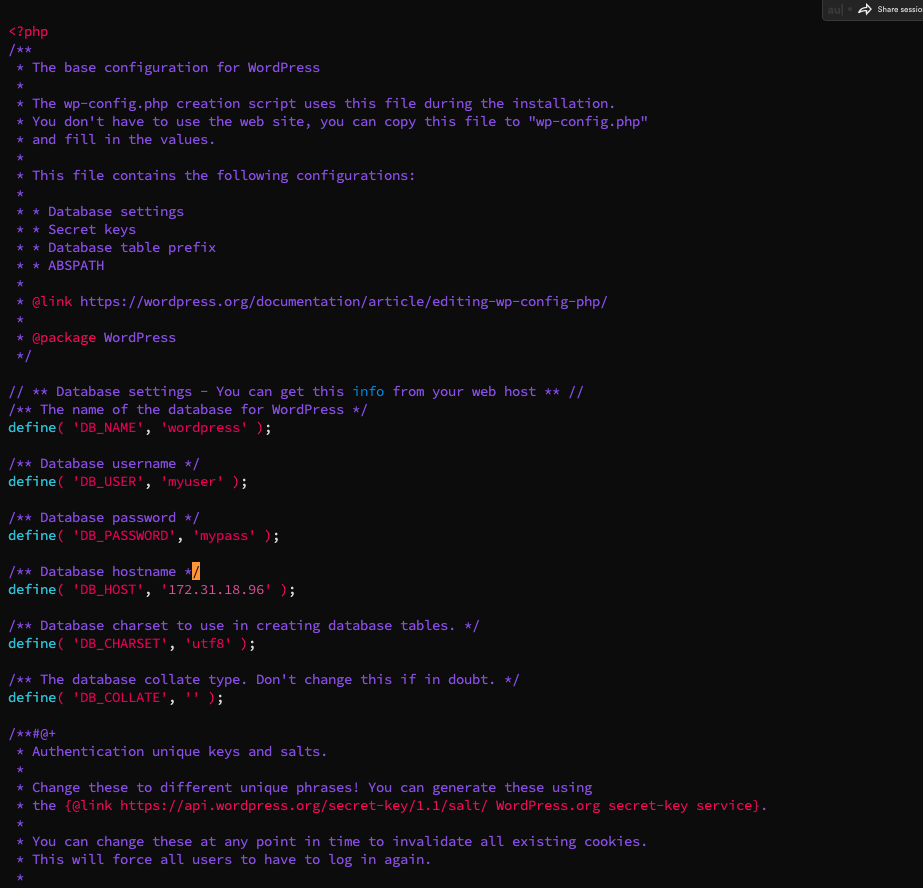 Share sessio
<?php
/**
 * The base configuration for WordPress
 *
 * The wp-config.php creation script uses this file during the installation.
 * You don't have to use the web site, you can copy this file to "wp-config.php"
 * and fill in the values.
 *
 * This file contains the following configurations:
 *
 * * Database settings
 * * Secret keys
 * * Database table prefix
 * * ABSPATH
 *
 * @link https://wordpress.org/documentation/article/editing-wp-config-php/
 *
 * @package WordPress
 */
// ** Database settings - You can get this info from your web host ** //
/** The name of the database for WordPress */
define( 'DB_NAME', 'wordpress' );
/** Database username */
define( 'DB_USER', 'myuser' );
/** Database password */
define( 'DB_PASSWORD', 'mypass' );
/** Database hostname */
define( 'DB_HOST', '172.31.18.96' );
/** Database charset to use in creating database tables. */
define( 'DB_CHARSET', 'utf8' );
/** The database collate type. Don't change this if in doubt. */
define( 'DB_COLLATE', '' );
/**#@+
 * Authentication unique keys and salts.
 *
 * Change these to different unique phrases! You can generate these using
 * the {@link https://api.wordpress.org/secret-key/1.1/salt/ WordPress.org secret-key service}.
 *
 * You can change these at any point in time to invalidate all existing cookies.
 * This will force all users to have to log in again.
 *